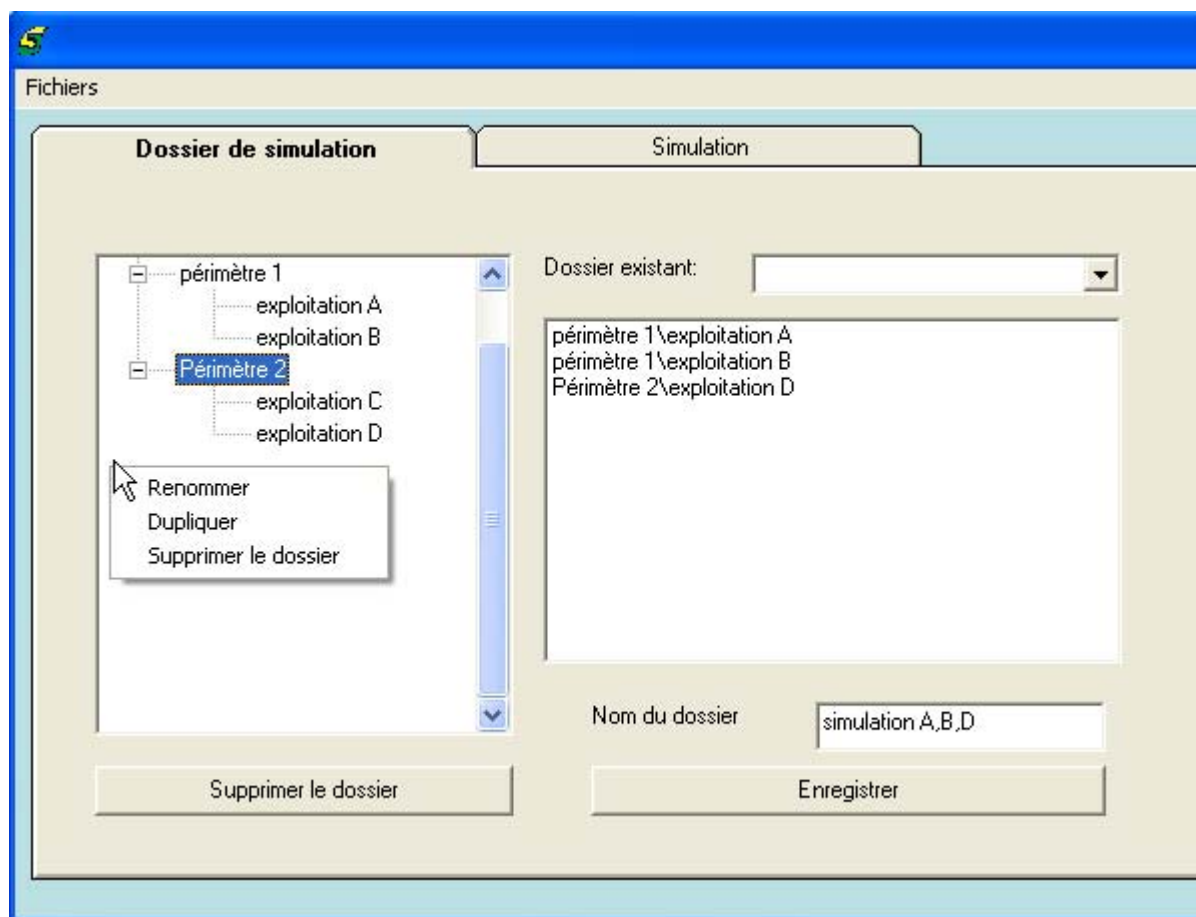 Fichiers
Dossier de simulation
Simulation
périmètre 1
exploitation A
exploitation B
Périmètre 2
exploitation C
exploitation D
Renommer
Dupliquer
Supprimer le dossier
Supprimer le dossier
Dossier existant:
périmètre 1\exploitation A
périmètre 1\exploitation B
Périmètre 2\exploitation D
Nom du dossier
simulation A,B,D
Enregistrer